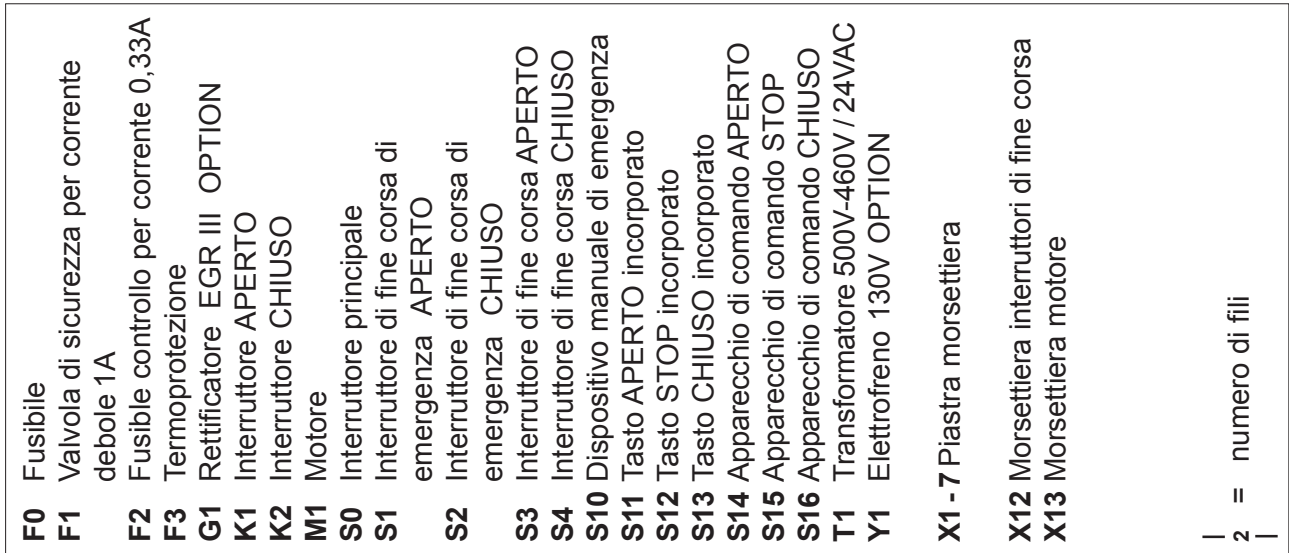 F0 Fusibile
F1 Valvola di sicurezza per corrente
debole 1A
F2 Fusible controllo per corrente 0,33A
F3 Termoprotezione
G1 Rettificatore EGR III OPTION
K1 Interruttore APERTO
K2 Interruttore CHIUSO
M1 Motore
S0 Interruttore principale
S1 Interruttore di fine corsa di
emergenza APERTO
S2 Interruttore di fine corsa di
emergenza CHIUSO
S3 Interruttore di fine corsa APERTO
S4 Interruttore di fine corsa CHIUSO
S10 Dispositivo manuale di emergenza
S11 Tasto APERTO incorporato
S12 Tasto STOP incorporato
S13 Tasto CHIUSO incorporato
S14 Apparecchio di comando APERTO
S15 Apparecchio di comando STOP
S16 Apparecchio di comando CHIUSO
T1 Transformatore 500V-460V / 24VAC
Y1 Elettrofreno 130V OPTION
X1 - 7 Piastra morsettiera
X12 Morsettiera interruttori di fine corsa
X13 Morsettiera motore
2 = numero di fili